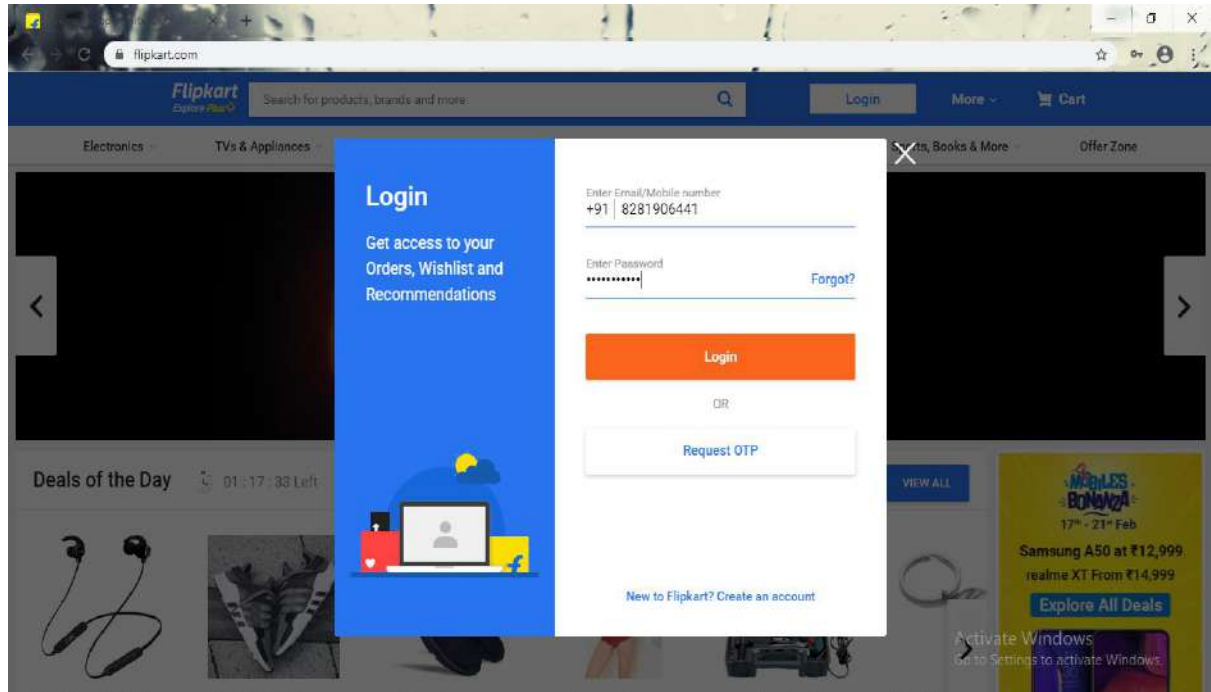 flipkart.com
Flipkart
Explore Plus
Search for products, brands and more
Login
More
Cart
Electronics
TVs & Appliances
Sports, Books & More
Offer Zone
Login
Get access to your
Orders, Wishlist and
Recommendations
Enter Email/Mobile number
+91 8281906441
Enter Password
Forgot?
Login
OR
Request OTP
New to Flipkart? Create an account
Deals of the Day
01 : 17 : 33 Left
VIEW ALL
MOBILES
BONANZA
17th - 21st Feb
Samsung A50 at ₹12,999
realme XT From ₹14,999
Explore All Deals
Activate Windows
Go to Settings to activate Windows.